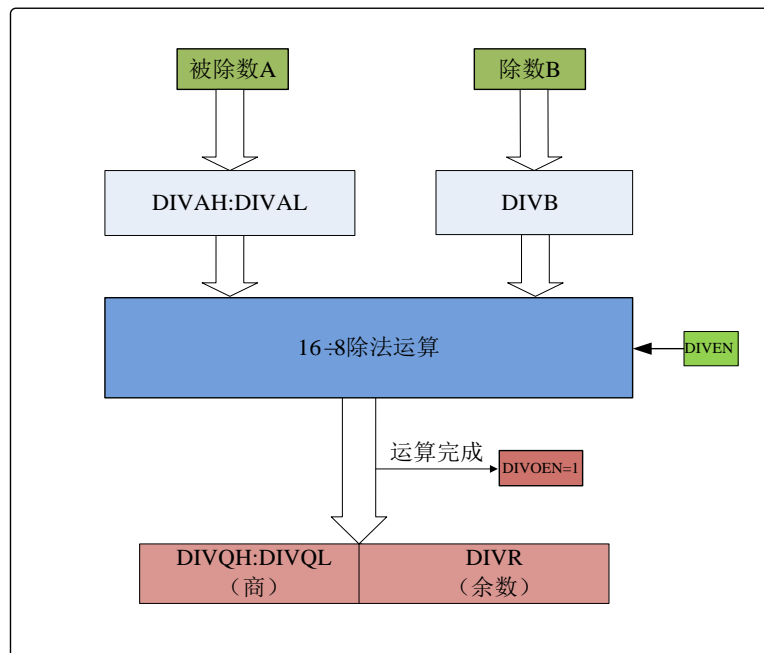 被除数A
除数B
DIVAH:DIVAL
DIVB
16÷8除法运算
DIVEN
运算完成
DIVOEN=1
DIVQH:DIVQL
（商）
DIVR
（余数）